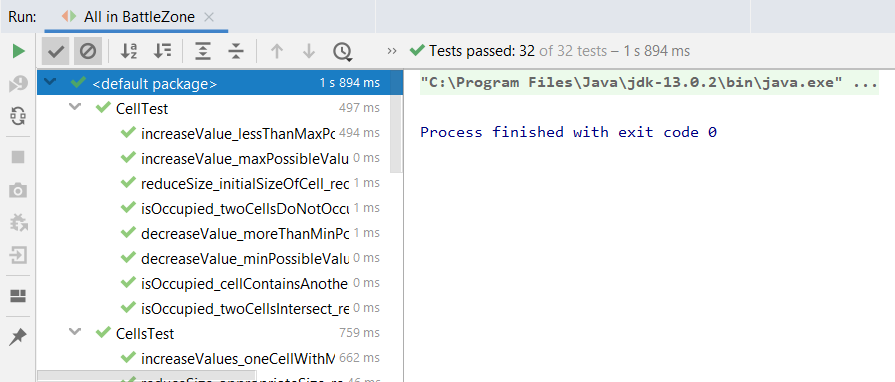 Run: All in BattleZone
Tests passed: 32 of 32 tests – 1 s 894 ms
<default package> 1 s 894 ms
"C:\Program Files\Java\jdk-13.0.2\bin\java.exe" ...
CellTest 497 ms
Process finished with exit code 0
increaseValue_lessThanMaxPo 494 ms
increaseValue_maxPossibleValu 0 ms
reduceSize_initialSizeOfCell_rec 1 ms
isOccupied_twoCellsDoNotOccu 1 ms
decreaseValue_moreThanMinPo 1 ms
decreaseValue_minPossibleValu 0 ms
isOccupied_cellContainsAnothe 0 ms
isOccupied_twoCellsIntersect_re 0 ms
CellsTest 759 ms
increaseValues_oneCellWithM 662 ms